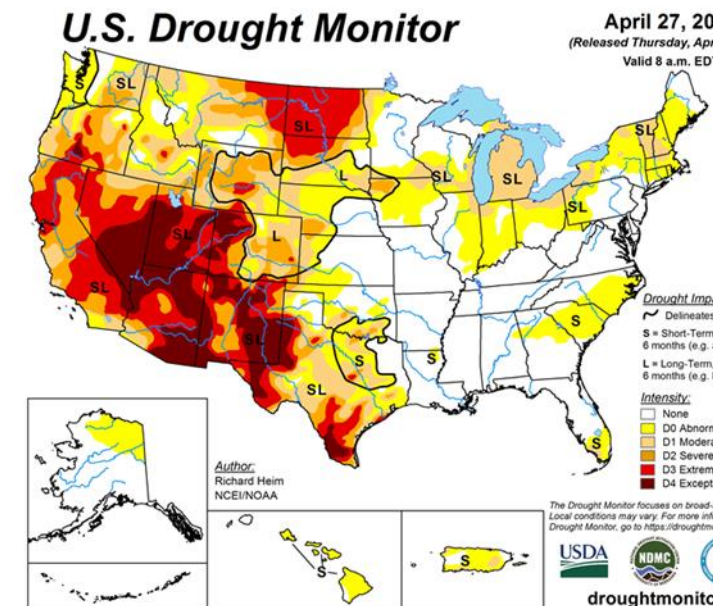 U.S. Drought Monitor
April 27, 20
(Released Thursday, Apr
Valid 8 a.m. EDT
S
SL
SL
L
SL
SL
SL
SL
SL
L
SL
SL
SL
SL
S
S
S
S
Drought Impa
Delineates
S = Short-Term
6 months (e.g. a
L = Long-Term,
6 months (e.g.
Intensity:
None
D0 Abnorm
D1 Modera
D2 Severe
D3 Extrem
D4 Except
Author:
Richard Heim
NCEI/NOAA
S
S
The Drought Monitor focuses on broad-
Local conditions may vary. For more infe
Drought Monitor, go to https://droughtm
USDA
NDMC
droughtmonito